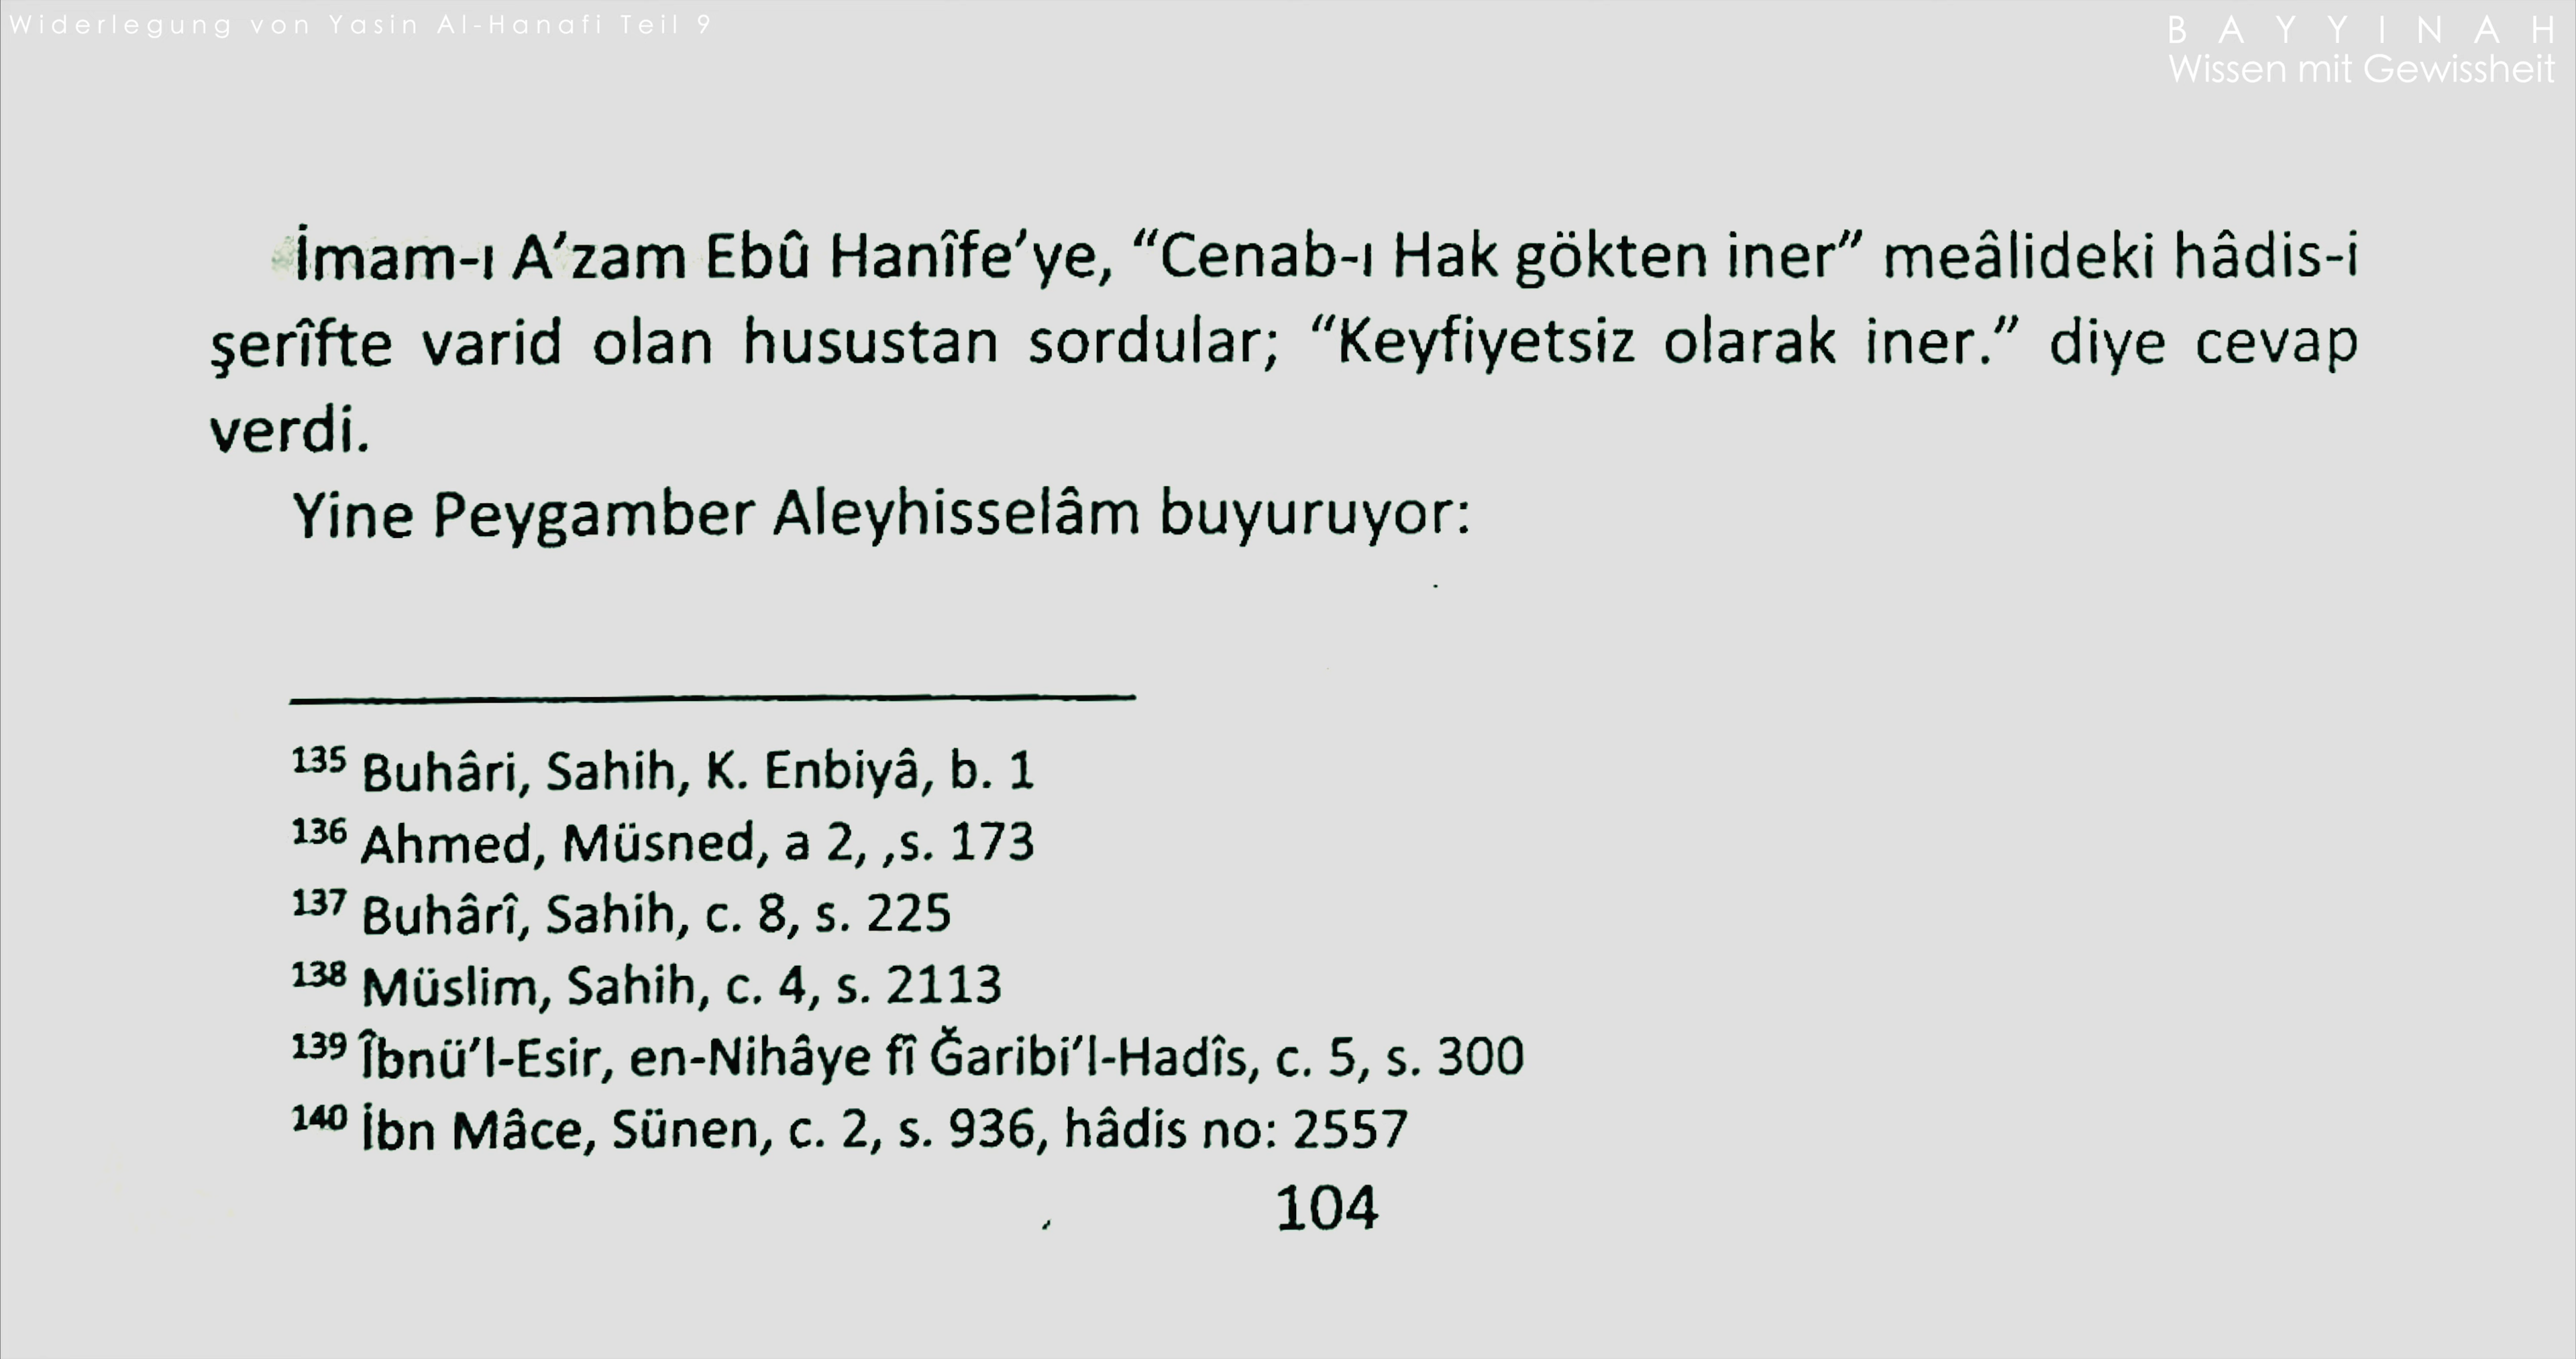 Widerlegung von Yasin Al-Hanafi Teil 9
BAYYINAH
Wissen mit Gewissheit
İmam-ı A’zam Ebû Hanîfe’ye, “Cenab-ı Hak gökten iner” meâlideki hâdis-i
şerîfte varid olan husustan sordular; “Keyfiyetsiz olarak iner.” diye cevap
verdi.
Yine Peygamber Aleyhisselâm buyuruyor:
135 Buhâri, Sahih, K. Enbiyâ, b. 1
136 Ahmed, Müsned, a 2, ,s. 173
137 Buhârî, Sahih, c. 8, s. 225
138 Müslim, Sahih, c. 4, s. 2113
139 Îbnü’l-Esir, en-Nihâye fî Ğaribi’l-Hadîs, c. 5, s. 300
140 İbn Mâce, Sünen, c. 2, s. 936, hâdis no: 2557
104